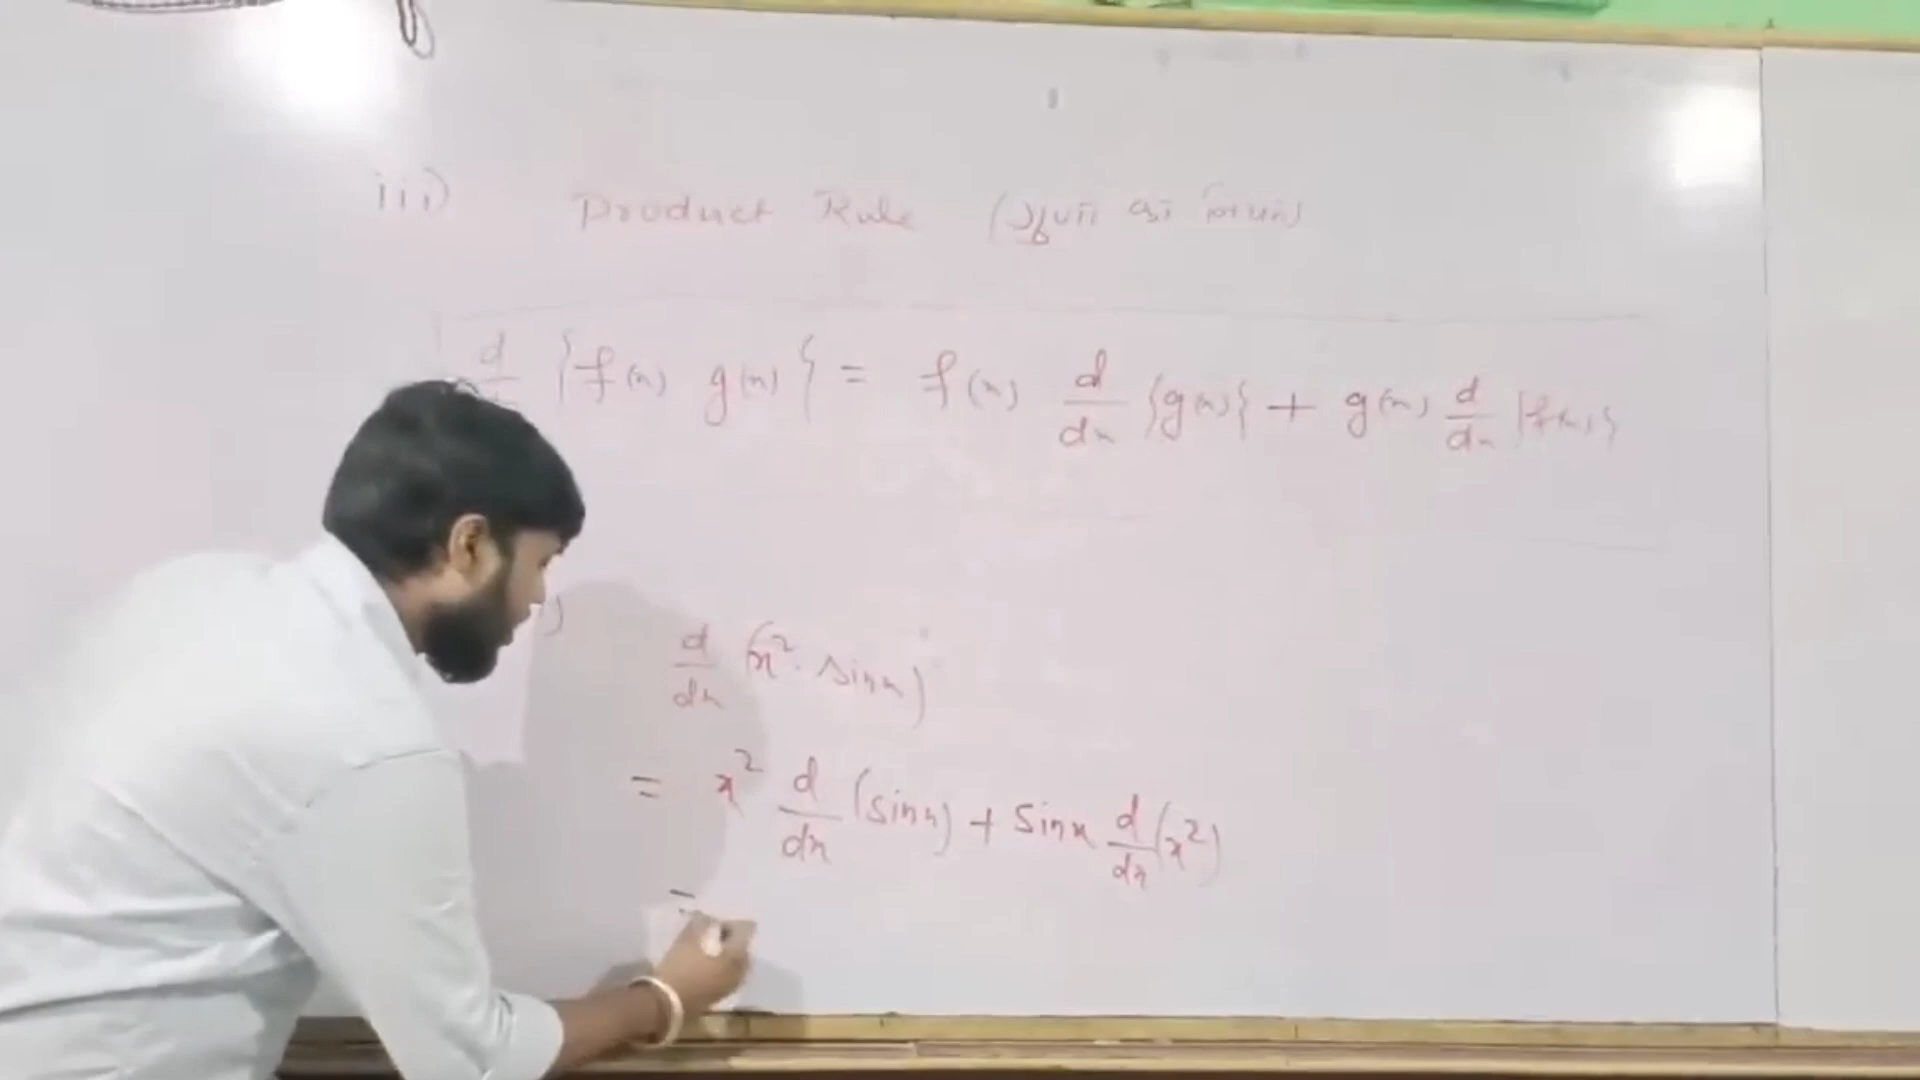 iii) Product Rule (गुणन का नियम)
d/dx {f(x) g(x)} = f(x) d/dx {g(x)} + g(x) d/dx {f(x)}
d/dx (x². sinx)
= x² d/dx (sinx) + sinx d/dx (x²)
=